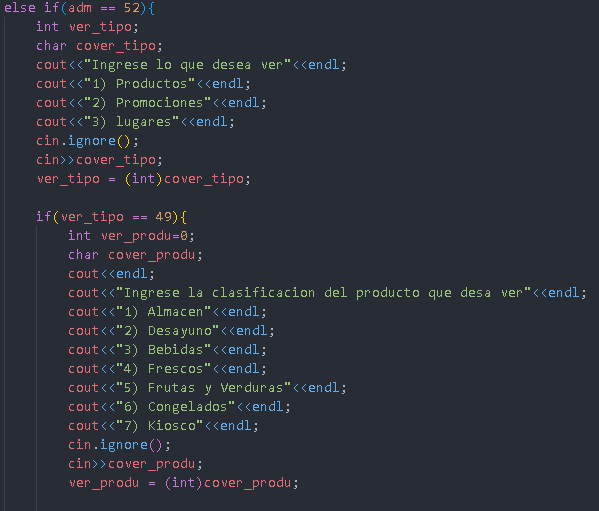 else if(adm == 52){
int ver_tipo;
char cover_tipo;
cout<<"Ingrese lo que desea ver"<<endl;
cout<<"1) Productos"<<endl;
cout<<"2) Promociones"<<endl;
cout<<"3) lugares"<<endl;
cin.ignore();
cin>>cover_tipo;
ver_tipo = (int)cover_tipo;
if(ver_tipo == 49){
int ver_produ=0;
char cover_produ;
cout<<endl;
cout<<"Ingrese la clasificacion del producto que desa ver"<<endl;
cout<<"1) Almacen"<<endl;
cout<<"2) Desayuno"<<endl;
cout<<"3) Bebidas"<<endl;
cout<<"4) Frescos"<<endl;
cout<<"5) Frutas y Verduras"<<endl;
cout<<"6) Congelados"<<endl;
cout<<"7) Kiosco"<<endl;
cin.ignore();
cin>>cover_produ;
ver_produ = (int)cover_produ;